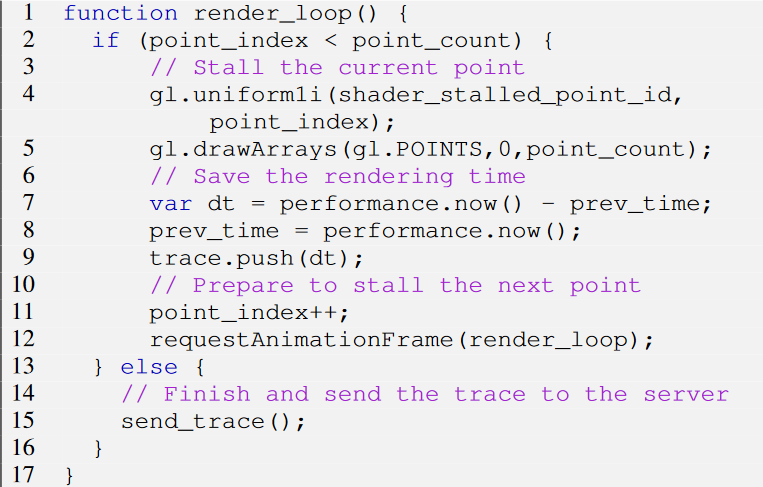 1 function render_loop() {
2 if (point_index < point_count) {
3 // Stall the current point
4 gl.uniform1i(shader_stalled_point_id,
point_index);
5 gl.drawArrays(gl.POINTS,0,point_count);
6 // Save the rendering time
7 var dt = performance.now() - prev_time;
8 prev_time = performance.now();
9 trace.push(dt);
10 // Prepare to stall the next point
11 point_index++;
12 requestAnimationFrame(render_loop);
13 } else {
14 // Finish and send the trace to the server
15 send_trace();
16 }
17 }